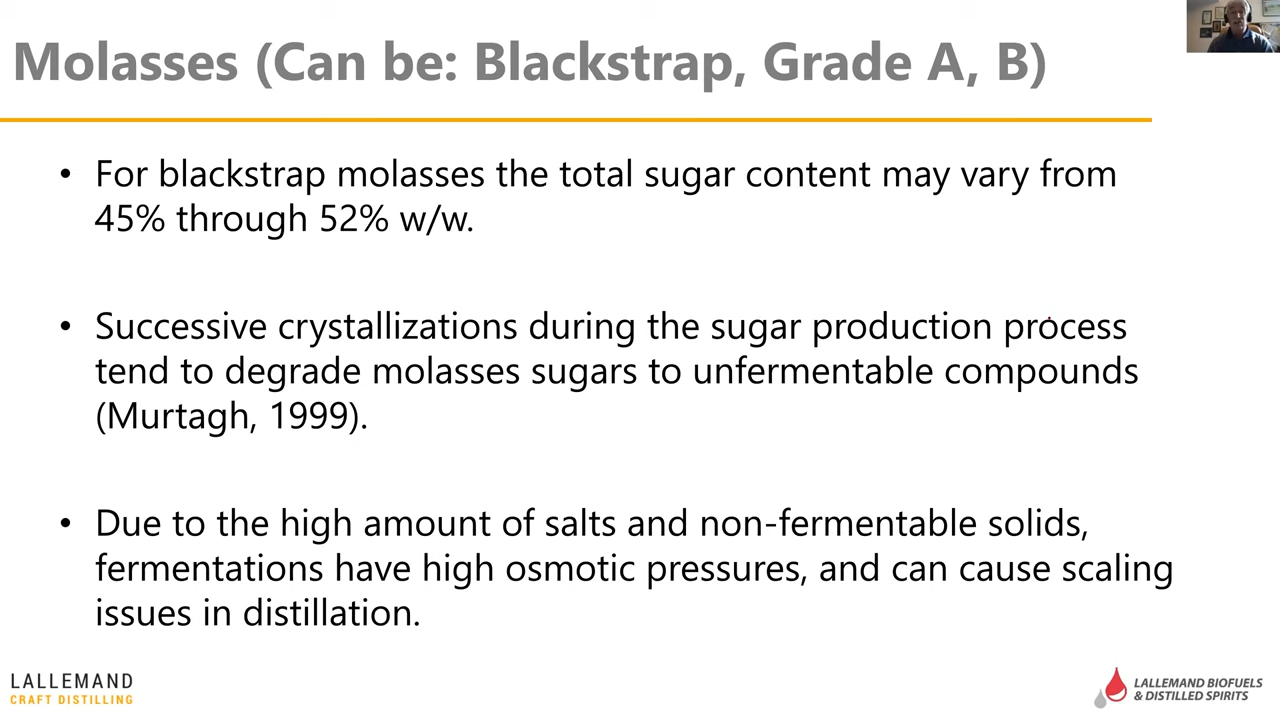 Molasses (Can be: Blackstrap, Grade A, B)
• For blackstrap molasses the total sugar content may vary from
45% through 52% w/w.
• Successive crystallizations during the sugar production process
tend to degrade molasses sugars to unfermentable compounds
(Murtagh, 1999).
• Due to the high amount of salts and non-fermentable solids,
fermentations have high osmotic pressures, and can cause scaling
issues in distillation.
LALLEMAND
CRAFT DISTILLING
LALLEMAND BIOFUELS
& DISTILLED SPIRITS